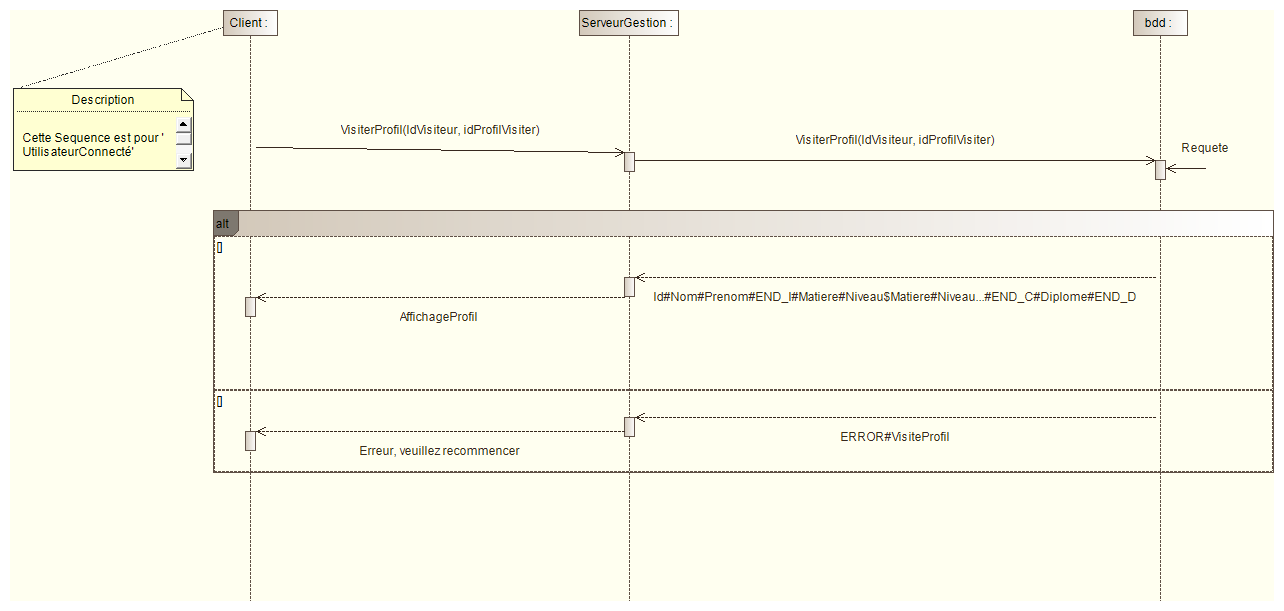 Client :
ServeurGestion :
bdd :
Description
Cette Sequence est pour '
UtilisateurConnecté'
VisiterProfil(IdVisiteur, idProfilVisiter)
VisiterProfil(IdVisiteur, idProfilVisiter)
Requete
alt
[]
Id#Nom#Prenom#END_I#Matiere#Niveau$Matiere#Niveau...#END_C#Diplome#END_D
AffichageProfil
[]
ERROR#VisiteProfil
Erreur, veuillez recommencer